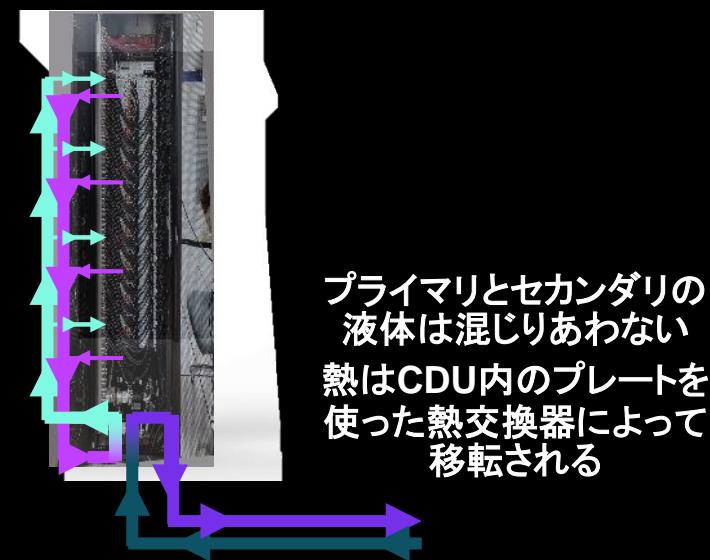 プライマリとセカンダリの
液体は混じりあわない
熱はCDU内のプレートを
使った熱交換器によって
移転される